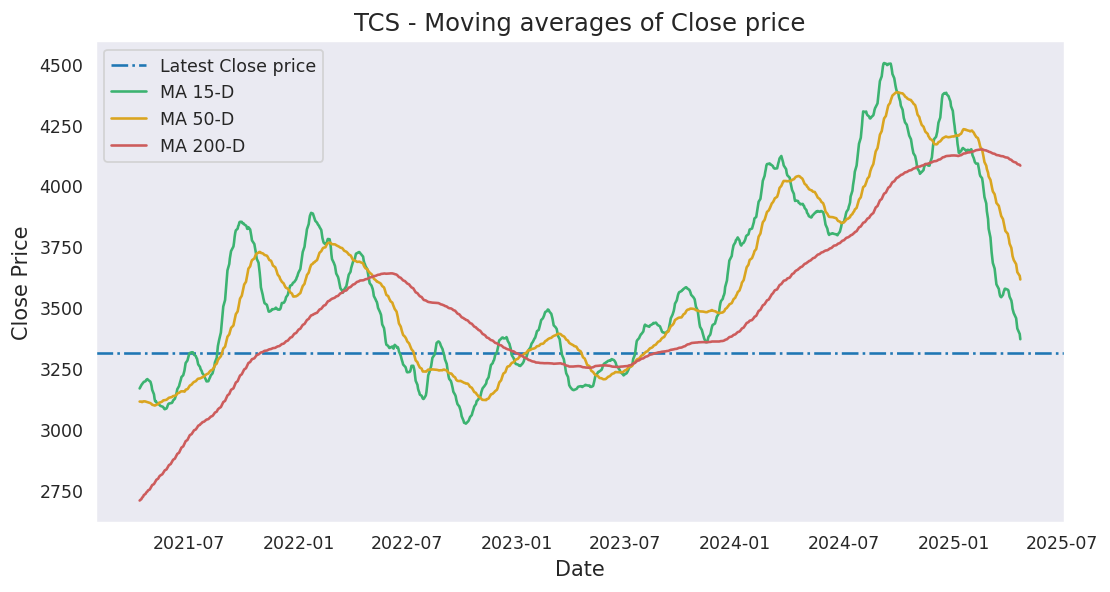 TCS - Moving averages of Close price
Latest Close price
MA 15-D
MA 50-D
MA 200-D
Close Price
4500
4250
4000
3750
3500
3250
3000
2750
2021-07 2022-01 2022-07 2023-01 2023-07 2024-01 2024-07 2025-01 2025-07
Date